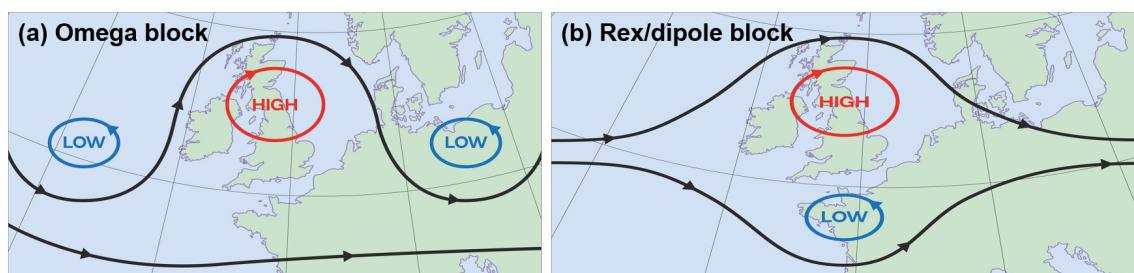 (a) Omega block
HIGH
LOW
LOW
(b) Rex/dipole block
HIGH
LOW